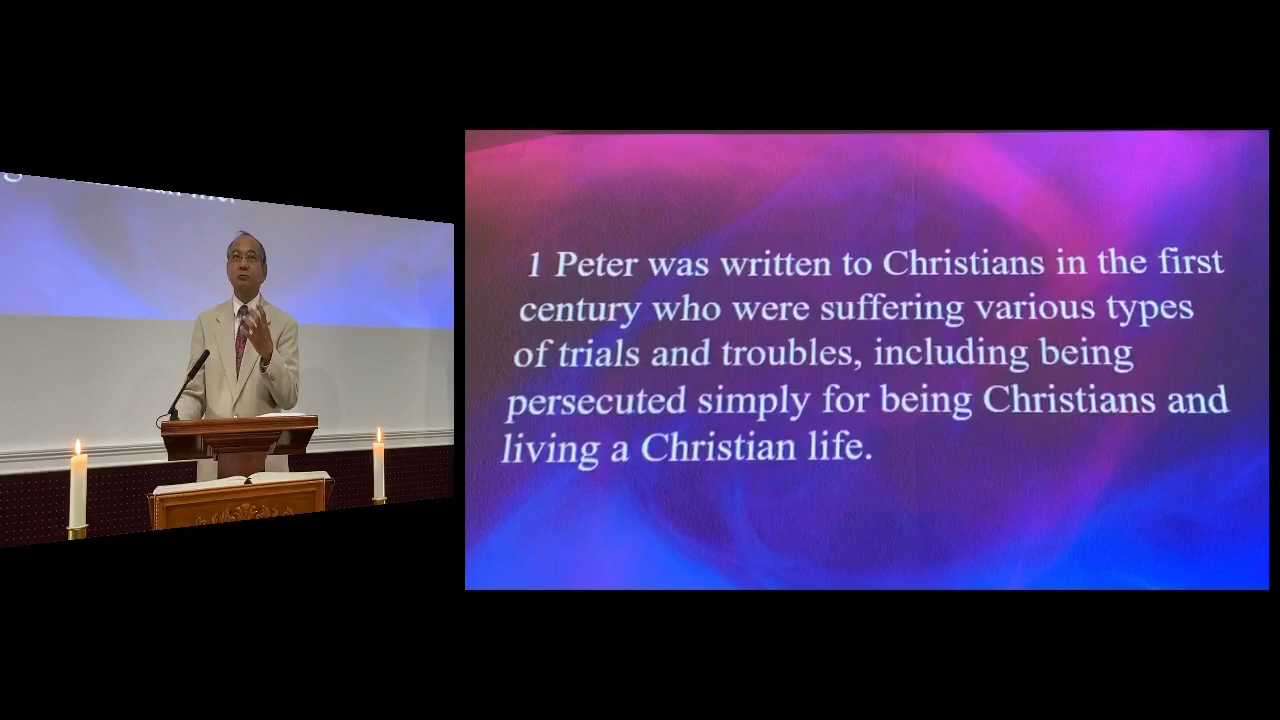 1 Peter was written to Christians in the first
century who were suffering various types
of trials and troubles, including being
persecuted simply for being Christians and
living a Christian life.